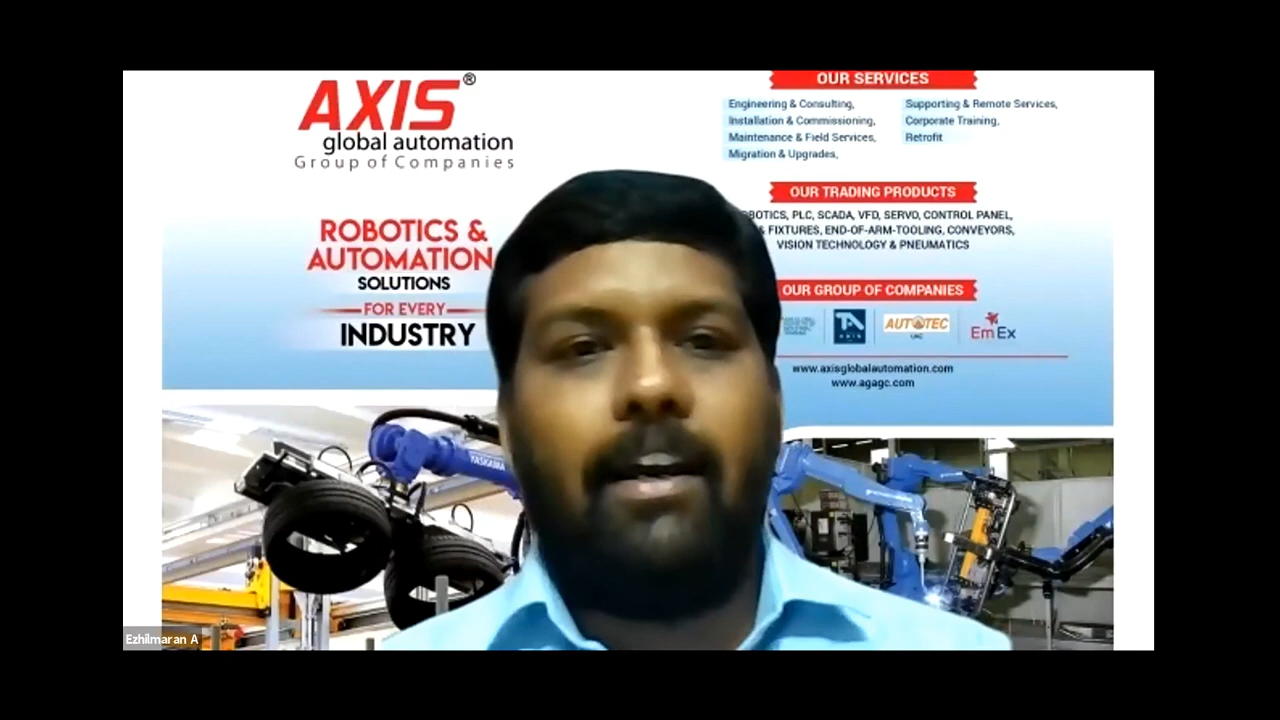 AXIS®
global automation
Group of Companies
ROBOTICS &
AUTOMATION
SOLUTIONS
FOR EVERY
INDUSTRY
OUR SERVICES
Engineering & Consulting,
Installation & Commissioning,
Maintenance & Field Services,
Migration & Upgrades,
Supporting & Remote Services,
Corporate Training,
Retrofit
OUR TRADING PRODUCTS
OBOTICS, PLC, SCADA, VFD, SERVO, CONTROL PANEL,
& FIXTURES, END-OF-ARM-TOOLING, CONVEYORS,
VISION TECHNOLOGY & PNEUMATICS
OUR GROUP OF COMPANIES
AUTOTEC
EmEx
www.axisglobalautomation.com
www.agagc.com
YASKAWA
Ezhilmaran A